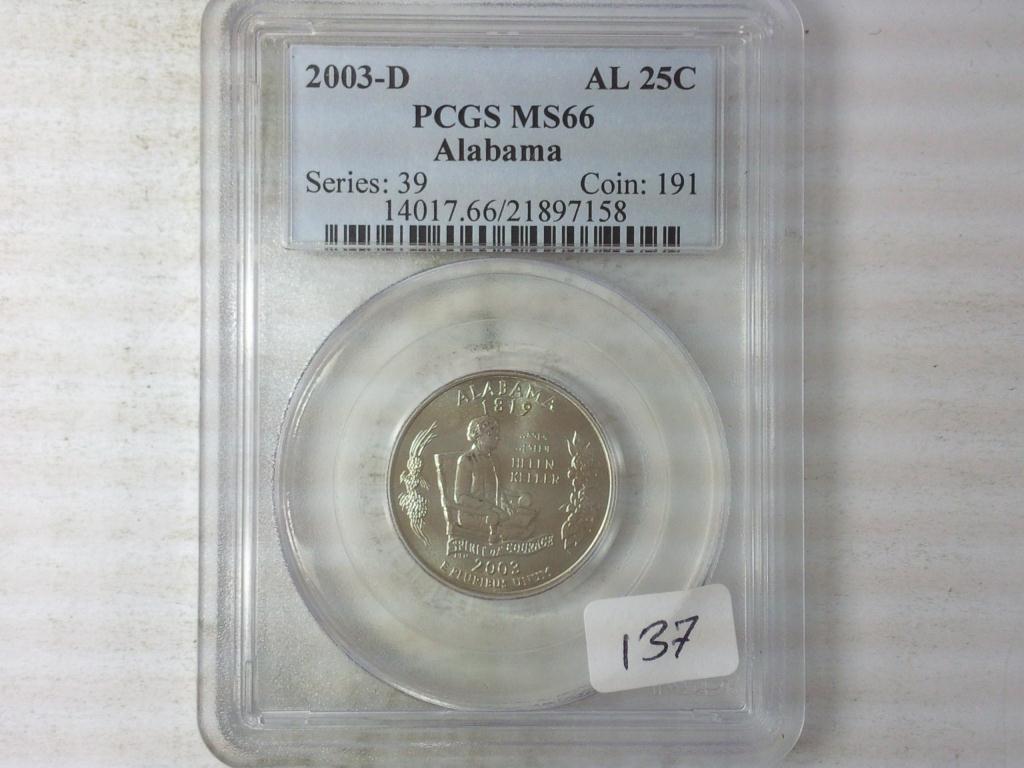 2003-D AL 25C
PCGS MS66
Alabama
Series: 39 Coin: 191
14017.66/21897158
ALABAMA
1819
HELEN
KELLER
SPIRIT of COURAGE
2003
E PLURIBUS UNUM
137